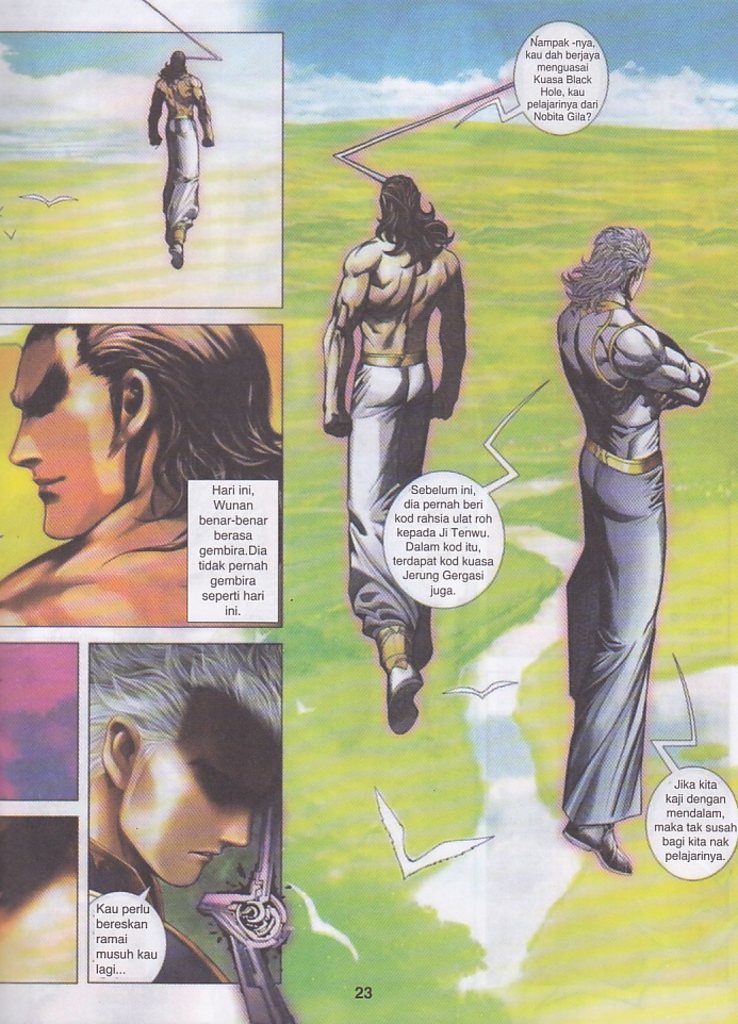 Nampak -nya,
kau dah berjaya
menguasai
Kuasa Black
Hole, kau
pelajarinya dari
Nobita Gila?
Sebelum ini,
dia pernah beri
kod rahsia ulat roh
kepada Ji Tenwu.
Dalam kod itu,
terdapat kod kuasa
Jerung Gergasi
juga.
Jika kita
kaji dengan
mendalam,
maka tak susah
bagi kita nak
pelajarinya.
Hari ini,
Wunan
benar-benar
berasa
gembira.Dia
tidak pernah
gembira
seperti hari
ini.
Kau perlu
bereskan
ramai
musuh kau
lagi...
23